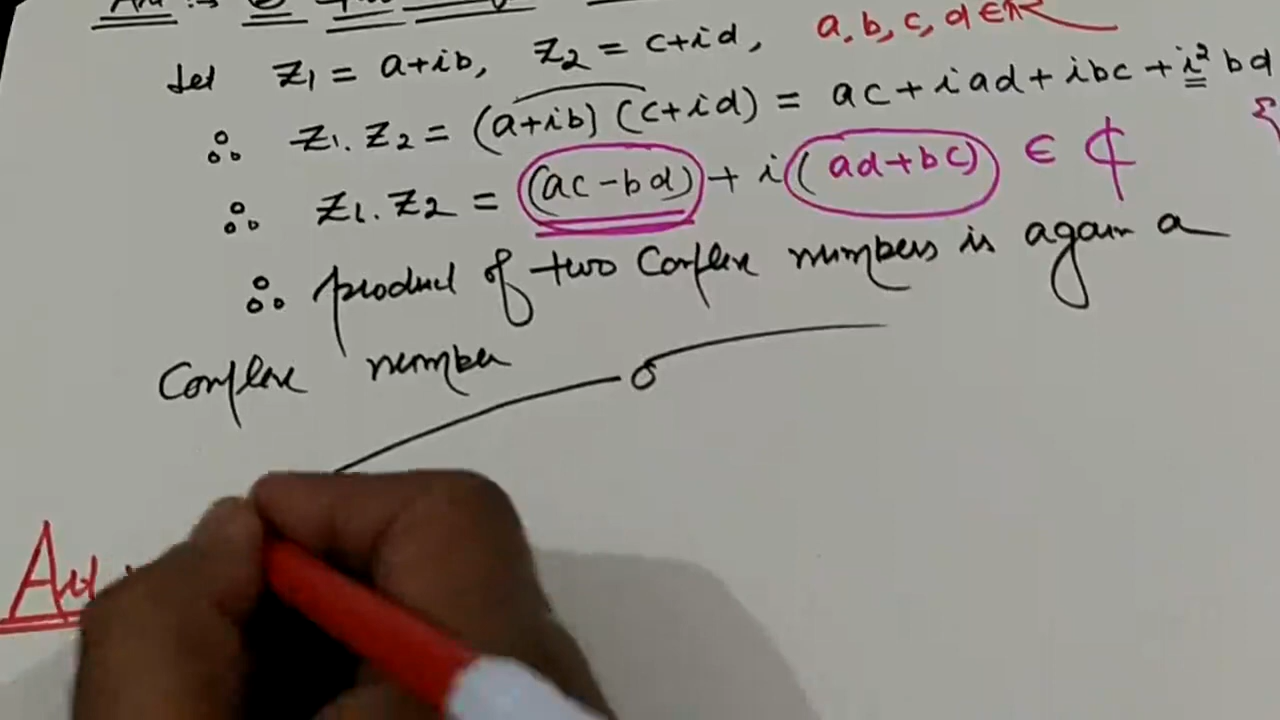 Let z₁ = a+ib, z₂ = c+id, a, b, c, d ∈ R
∴ z₁. z₂ = (a+ib) (c+id) = ac + iad + ibc + i² bd
∴ z₁. z₂ = (ac - bd) + i (ad+bc) ∈ ₵
∴ product of two Complex numbers is again a
Complex number